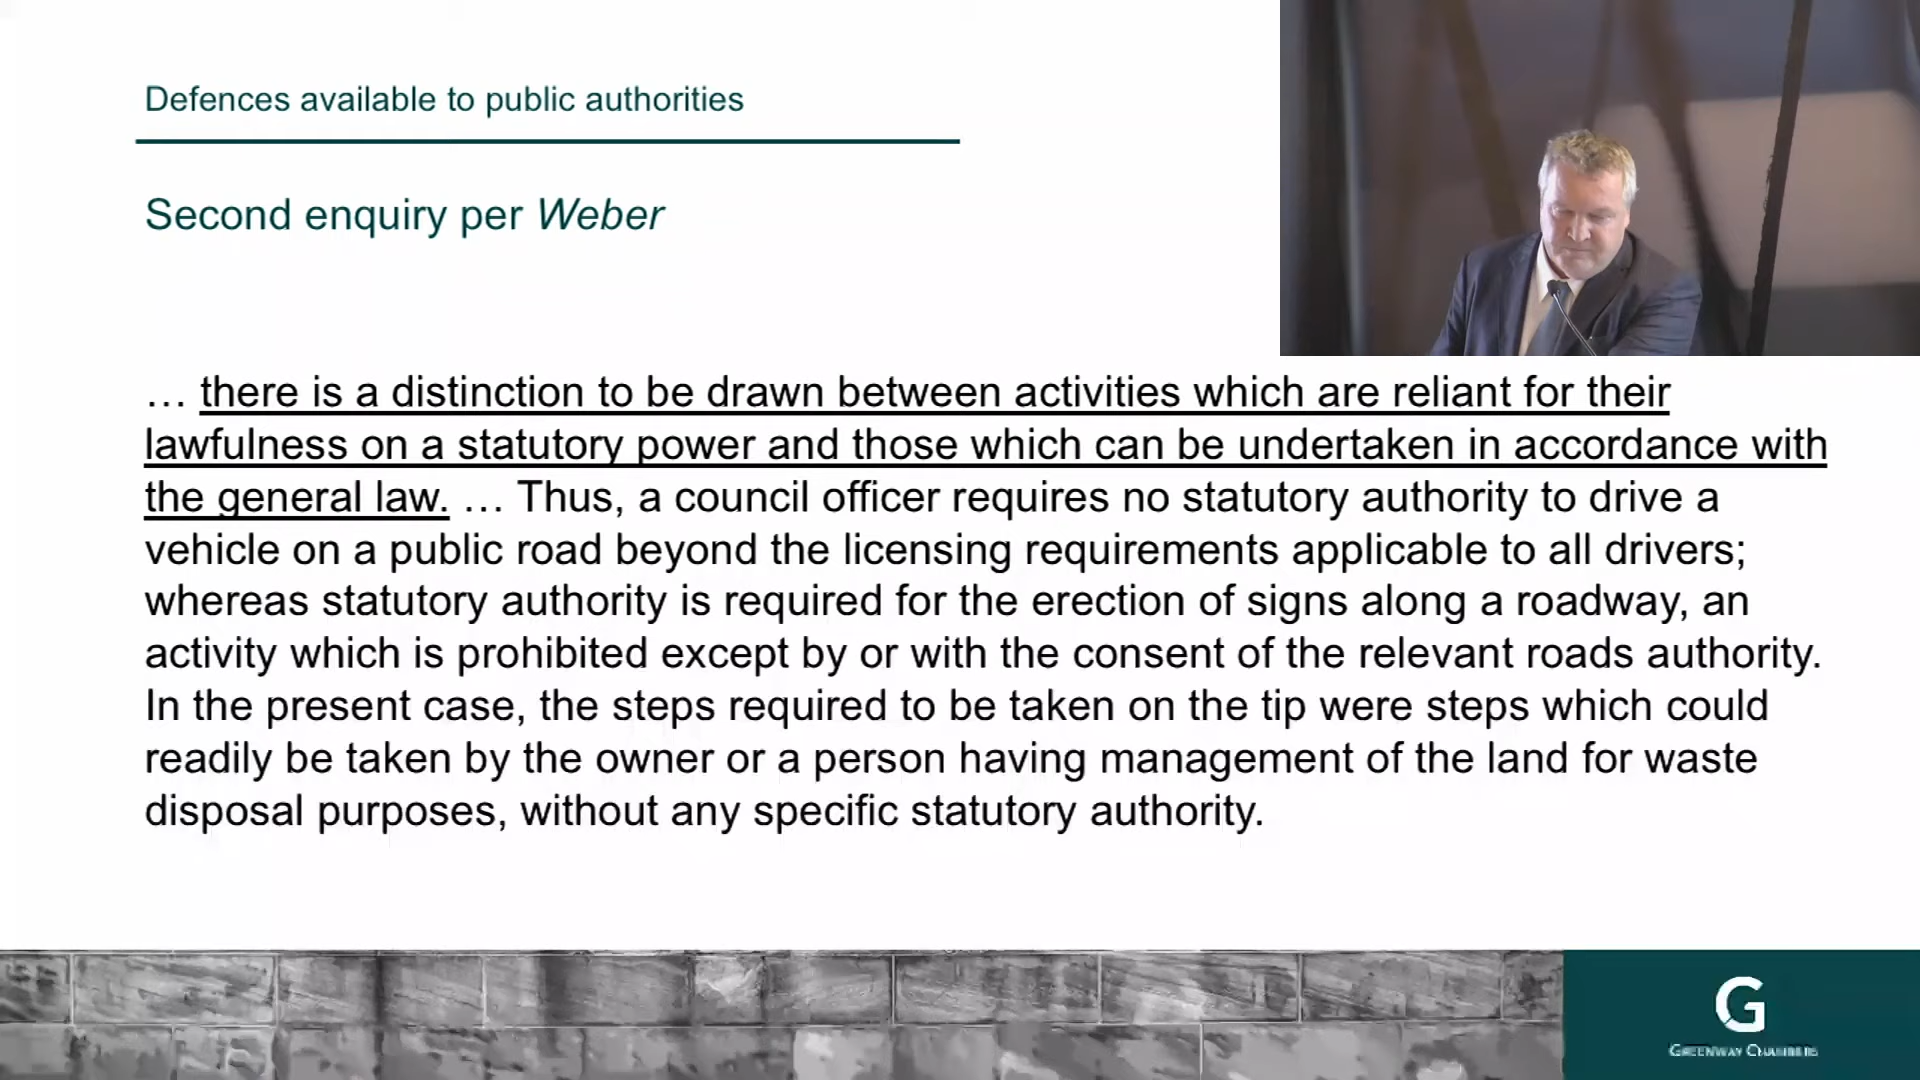 Defences available to public authorities
Second enquiry per Weber
… there is a distinction to be drawn between activities which are reliant for their
lawfulness on a statutory power and those which can be undertaken in accordance with
the general law. … Thus, a council officer requires no statutory authority to drive a
vehicle on a public road beyond the licensing requirements applicable to all drivers;
whereas statutory authority is required for the erection of signs along a roadway, an
activity which is prohibited except by or with the consent of the relevant roads authority.
In the present case, the steps required to be taken on the tip were steps which could
readily be taken by the owner or a person having management of the land for waste
disposal purposes, without any specific statutory authority.
G
GREENWAY CHAMBERS